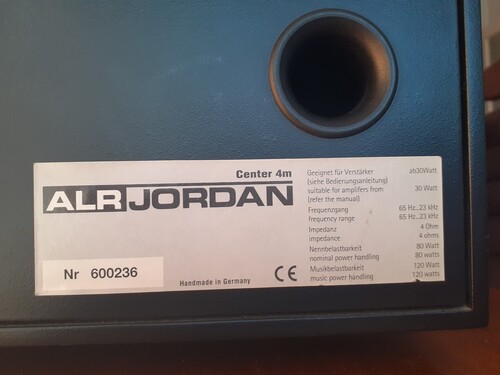 Center 4m
ALR JORDAN
Nr 600236
Handmade in Germany
CE
Geeignet für Verstärker ab30Watt
(siehe Bedienungsanleitung)
suitable for amplifers from 30 Watt
(refer the manual)
Frequenzgang 65 Hz...23 kHz
frequency range 65 Hz...23 kHz
Impedanz 4 Ohm
impedance 4 ohms
Nennbelastbarkeit 80 Watt
nominal power handling 80 watts
Musikbelastbarkeit 120 Watt
music power händling 120 watts